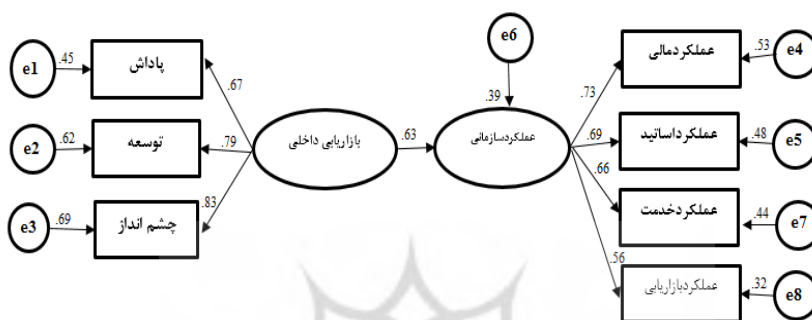 e6
e1
.45
پاداش
.67
.39
عملکردمالی
.53
e4
.73
e2
.62
توسعه
.79
بازاریابی داخلی
.63
عملکردسازمانی
.69
عملکرداساتید
.48
e5
.66
e3
.69
چشم انداز
.83
عملکردخدمت
.44
e7
.56
عملکردبازاریابی
.32
e8